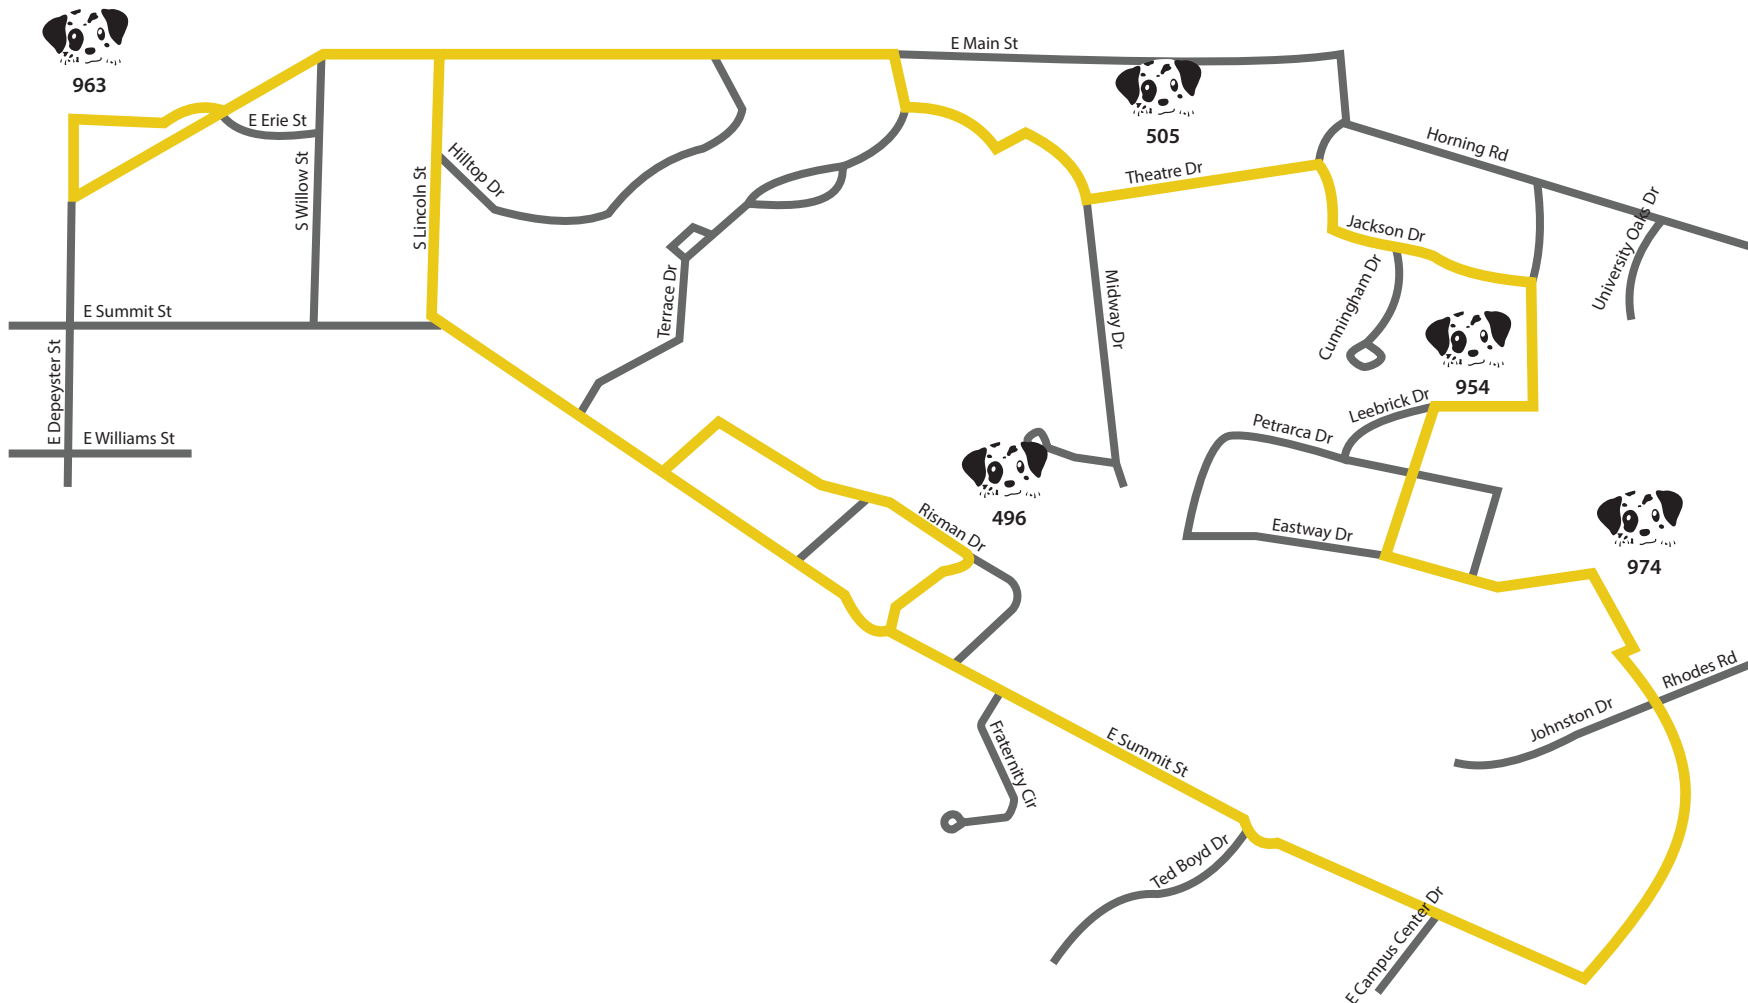 963
E Main St
505
E Erie St
Horning Rd
Hilltop Dr
Theatre Dr
S Willow St
S Lincoln St
University Oaks Dr
Jackson Dr
Cunningham Dr
Terrace Dr
Midway Dr
E Summit St
E Depeyster St
954
Leebrick Dr
Petrarca Dr
E Williams St
496
Risman Dr
Eastway Dr
974
Rhodes Rd
Johnston Dr
Fraternity Cir
E Summit St
Ted Boyd Dr
E Campus Center Dr